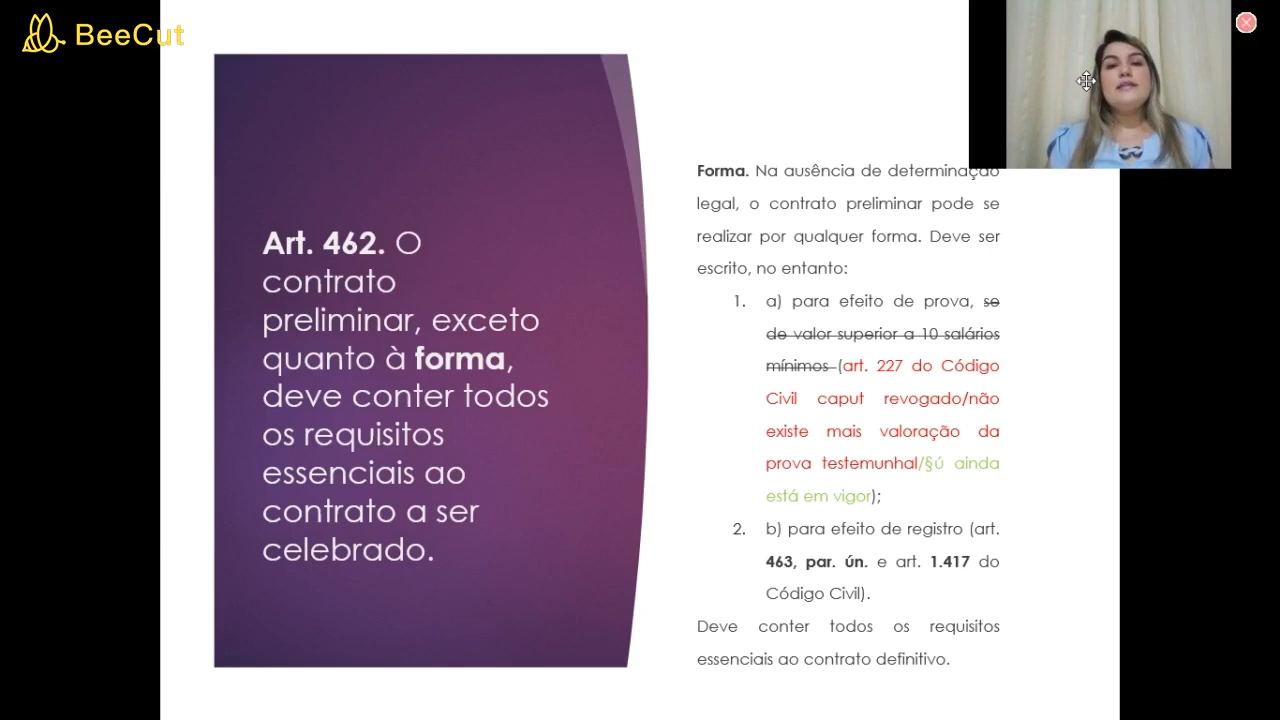 BeeCut
Art. 462. O
contrato
preliminar, exceto
quanto à forma,
deve conter todos
os requisitos
essenciais ao
contrato a ser
celebrado.
Forma. Na ausência de determinação
legal, o contrato preliminar pode se
realizar por qualquer forma. Deve ser
escrito, no entanto:
1. a) para efeito de prova, se
de valor superior a 10 salários
mínimos (art. 227 do Código
Civil caput revogado/não
existe mais valoração da
prova testemunhal/§ú ainda
está em vigor);
2. b) para efeito de registro (art.
463, par. ún. e art. 1.417 do
Código Civil).
Deve conter todos os requisitos
essenciais ao contrato definitivo.